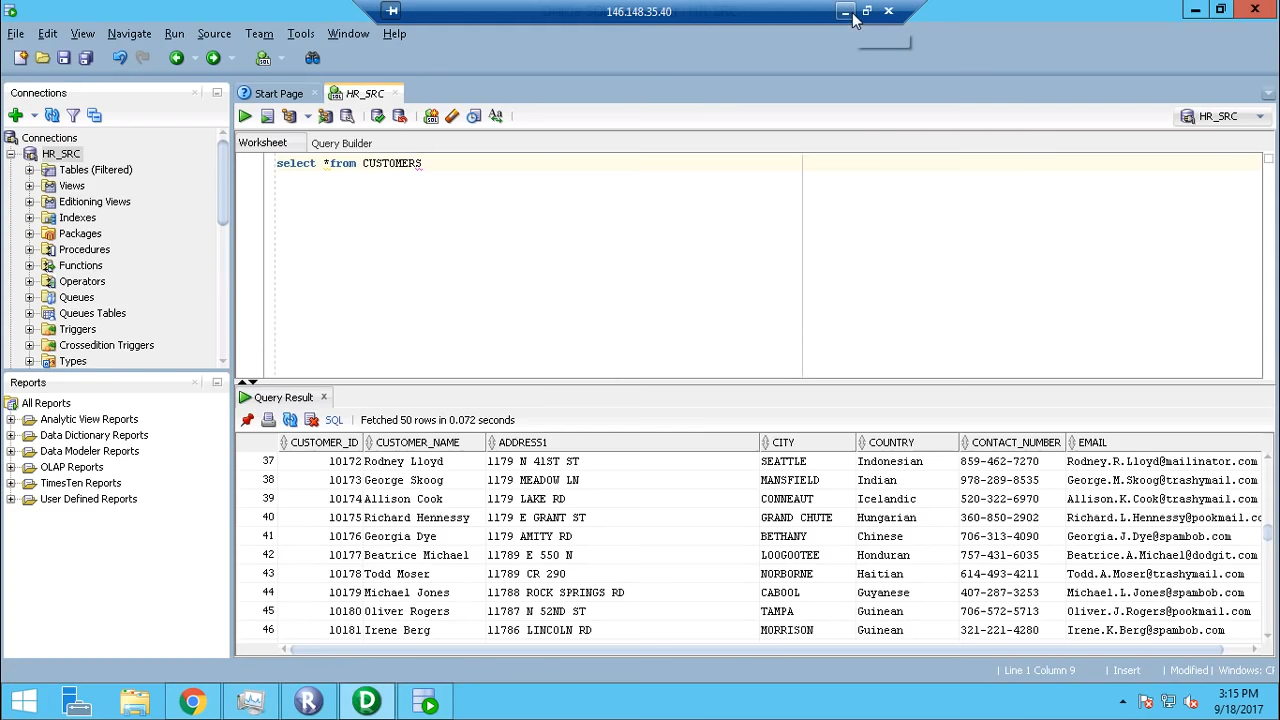 146.148.35.40
File Edit View Navigate Run Source Team Tools Window Help
Connections
Start Page
HR_SRC
HR_SRC
Worksheet Query Builder
select *from CUSTOMERS
Connections
HR_SRC
Tables (Filtered)
Views
Editioning Views
Indexes
Packages
Procedures
Functions
Operators
Queues
Queues Tables
Triggers
Crossedition Triggers
Types
Reports
All Reports
Analytic View Reports
Data Dictionary Reports
Data Modeler Reports
OLAP Reports
TimesTen Reports
User Defined Reports
Query Result
SQL Fetched 50 rows in 0.072 seconds
CUSTOMER_ID CUSTOMER_NAME ADDRESS1 CITY COUNTRY CONTACT_NUMBER EMAIL
37 10172 Rodney Lloyd 1179 N 41ST ST SEATTLE Indonesian 859-462-7270 Rodney.R.Lloyd@mailinator.com
38 10173 George Skoog 1179 MEADOW LN MANSFIELD Indian 978-289-8535 George.M.Skoog@trashymail.com
39 10174 Allison Cook 1179 LAKE RD CONNEAUT Icelandic 520-322-6970 Allison.K.Cook@trashymail.com
40 10175 Richard Hennessy 1179 E GRANT ST GRAND CHUTE Hungarian 360-850-2902 Richard.L.Hennessy@pookmail.cc
41 10176 Georgia Dye 1179 AMITY RD BETHANY Chinese 706-313-4090 Georgia.J.Dye@spambob.com
42 10177 Beatrice Michael 11789 E 550 N LOOGOOTEE Honduran 757-431-6035 Beatrice.A.Michael@dodgit.com
43 10178 Todd Moser 11789 CR 290 NORBORNE Haitian 614-493-4211 Todd.A.Moser@trashymail.com
44 10179 Michael Jones 11788 ROCK SPRINGS RD CABOOL Guyanese 407-287-3253 Michael.L.Jones@spambob.com
45 10180 Oliver Rogers 11787 N 52ND ST TAMPA Guinean 706-572-5713 Oliver.J.Rogers@pookmail.com
46 10181 Irene Berg 11786 LINCOLN RD MORRISON Guinean 321-221-4280 Irene.K.Berg@spambob.com
Line 1 Column 9 Insert Modified Windows: CF
3:15 PM
9/18/2017